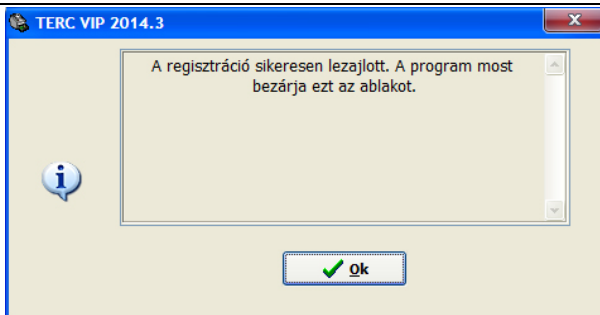 TERC VIP 2014.3
A regisztráció sikeresen lezajlott. A program most
bezárja ezt az ablakot.
Ok